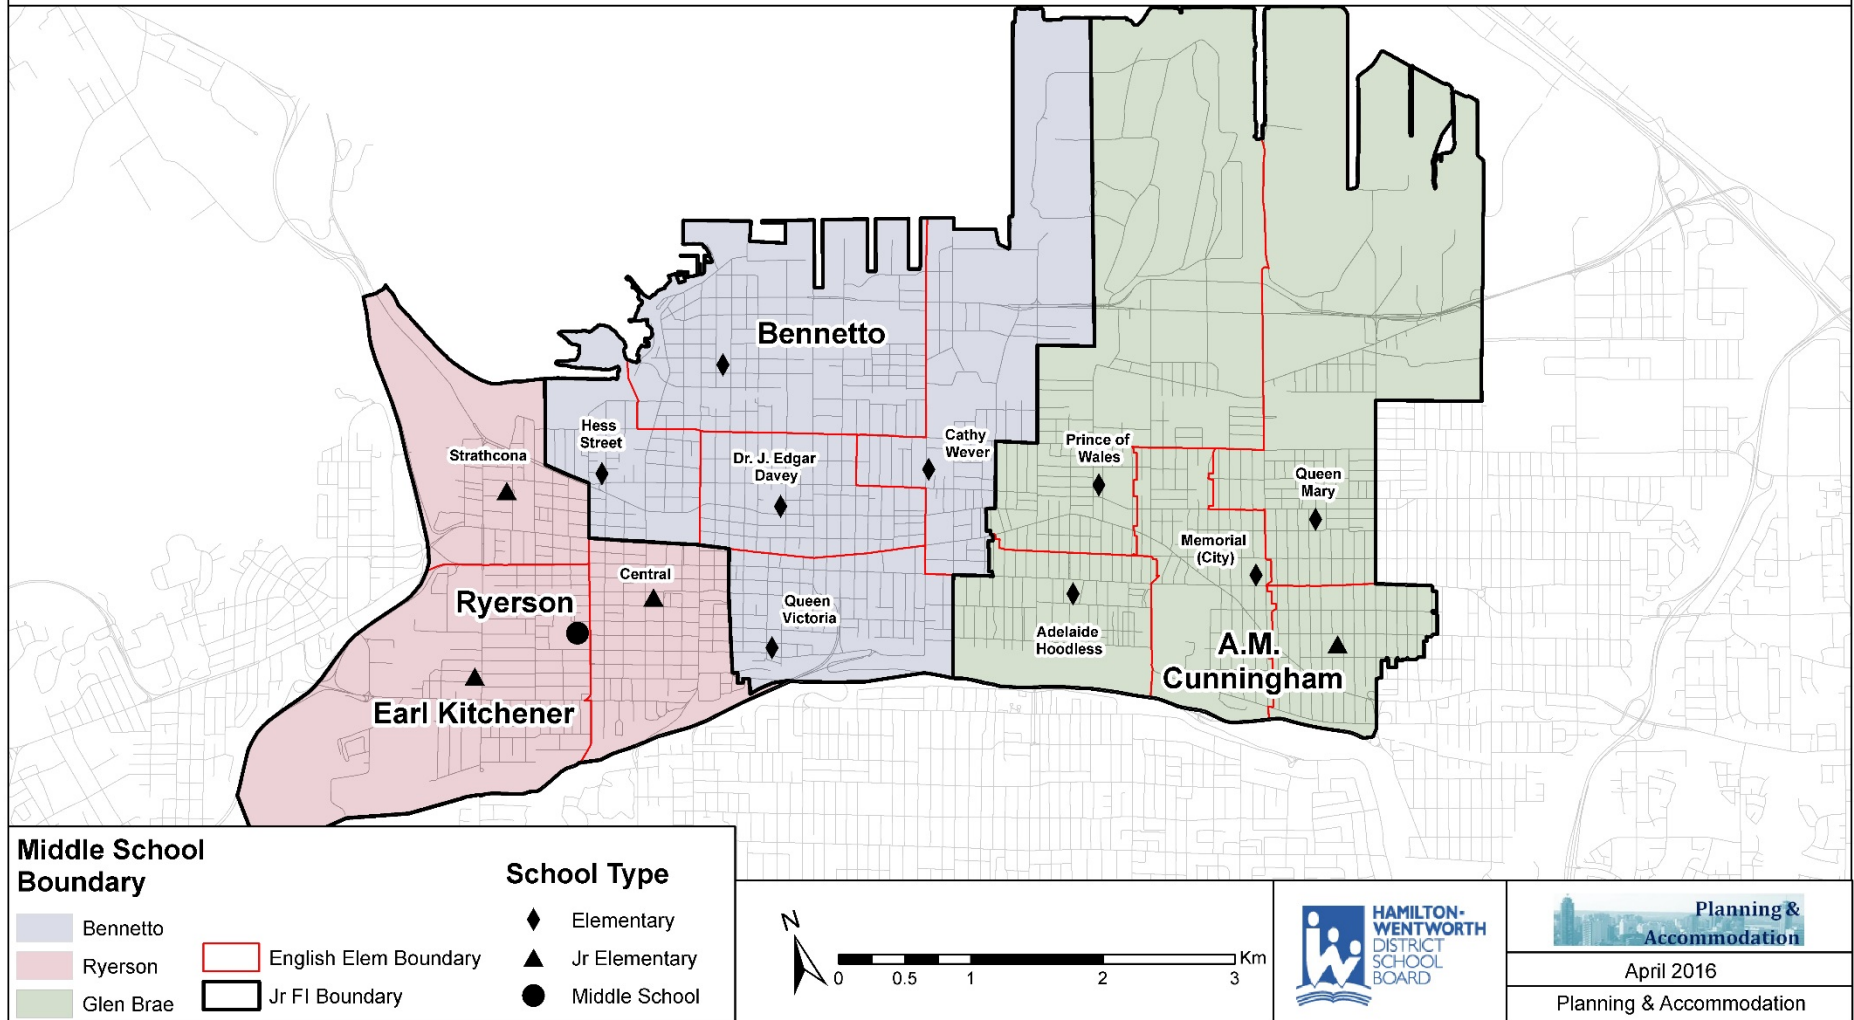 Bennetto
Hess
Street
Cathy
Wever
Prince of
Wales
Strathcona
Dr. J. Edgar
Davey
Queen
Mary
Memorial
(City)
Central
Ryerson
Queen
Victoria
Adelaide
Hoodless
A.M.
Cunningham
Earl Kitchener
Middle School
Boundary
Bennetto
Ryerson
Glen Brae
English Elem Boundary
Jr FI Boundary
School Type
Elementary
Jr Elementary
Middle School
N
0 0.5 1 2 3 Km
HAMILTON-
WENTWORTH
DISTRICT
SCHOOL
BOARD
Planning &
Accommodation
April 2016
Planning & Accommodation